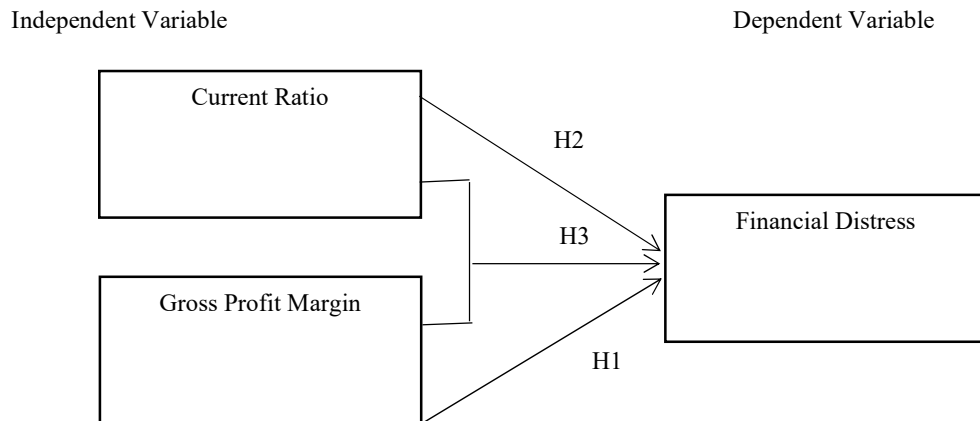 Independent Variable
Dependent Variable
Current Ratio
H2
Financial Distress
H3
Gross Profit Margin
H1